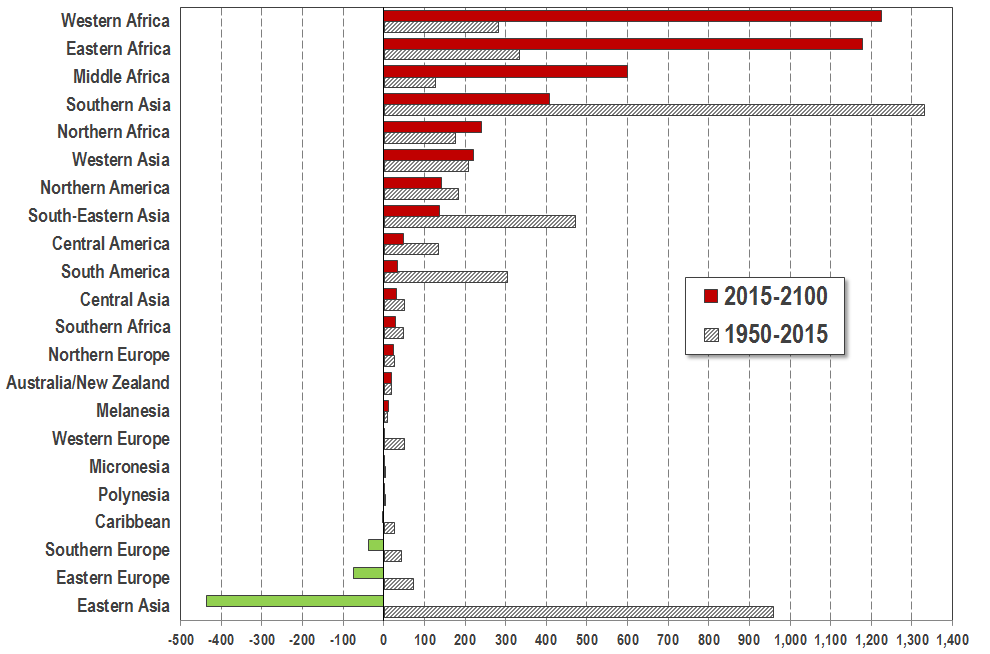 Western Africa
Eastern Africa
Middle Africa
Southern Asia
Northern Africa
Western Asia
Northern America
South-Eastern Asia
Central America
South America
Central Asia
Southern Africa
Northern Europe
Australia/New Zealand
Melanesia
Western Europe
Micronesia
Polynesia
Caribbean
Southern Europe
Eastern Europe
Eastern Asia
2015-2100
1950-2015
-500 -400 -300 -200 -100 0 100 200 300 400 500 600 700 800 900 1,000 1,100 1,200 1,300 1,400